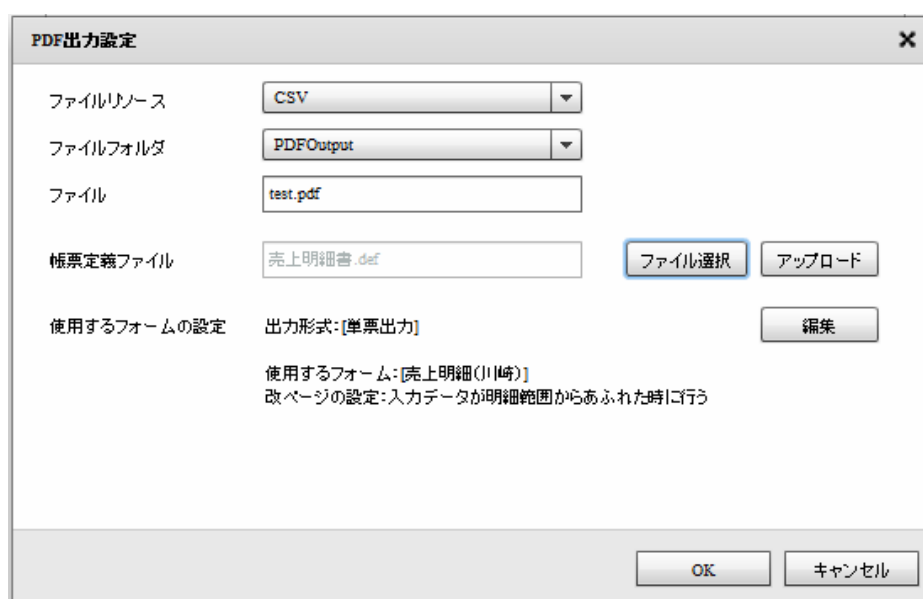 PDF出力設定
ファイルリソース CSV
ファイルフォルダ PDFOutput
ファイル test.pdf
帳票定義ファイル 売上明細書.def ファイル選択 アップロード
使用するフォームの設定 出力形式:[単票出力] 編集
使用するフォーム:[売上明細(川崎)]
改ページの設定:入力データが明細範囲からあふれた時に行う
OK キャンセル